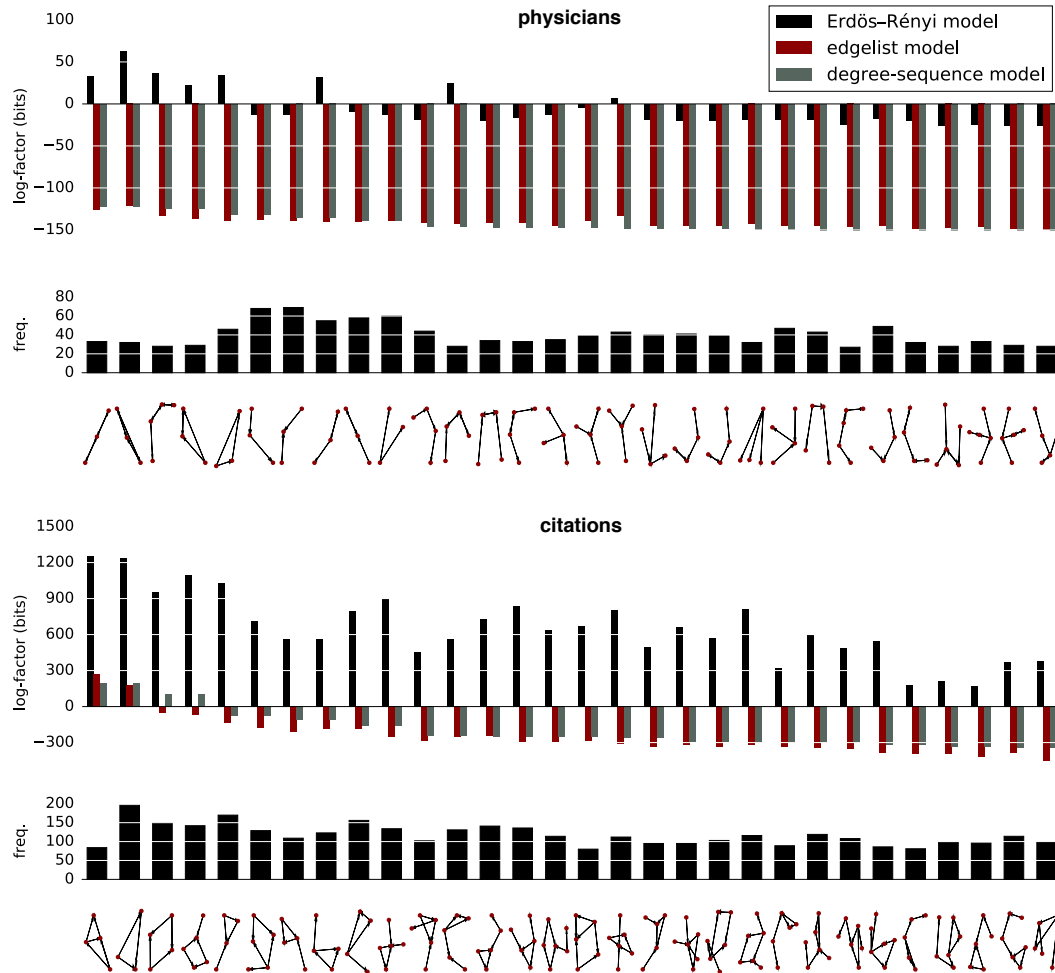 physicians
Erdös–Rényi model
edgelist model
degree-sequence model
100
50
0
−50
−100
−150
log-factor (bits)
80
60
40
20
0
freq.
citations
1500
1200
900
600
300
0
−300
log-factor (bits)
200
150
100
50
0
freq.